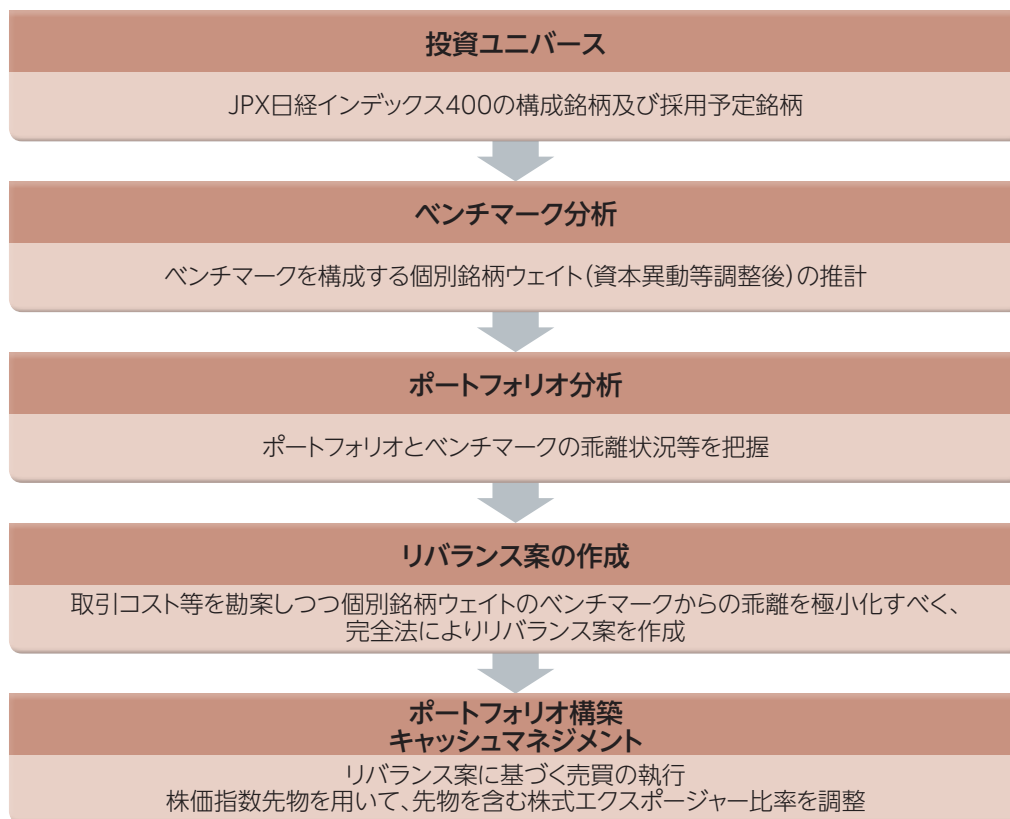 投資ユニバース
JPX日経インデックス400の構成銘柄及び採用予定銘柄
ベンチマーク分析
ベンチマークを構成する個別銘柄ウェイト(資本異動等調整後)の推計
ポートフォリオ分析
ポートフォリオとベンチマークの乖離状況等を把握
リバランス案の作成
取引コスト等を勘案しつつ個別銘柄ウェイトのベンチマークからの乖離を極小化すべく、
完全法によりリバランス案を作成
ポートフォリオ構築
キャッシュマネジメント
リバランス案に基づく売買の執行
株価指数先物を用いて、先物を含む株式エクスポージャー比率を調整